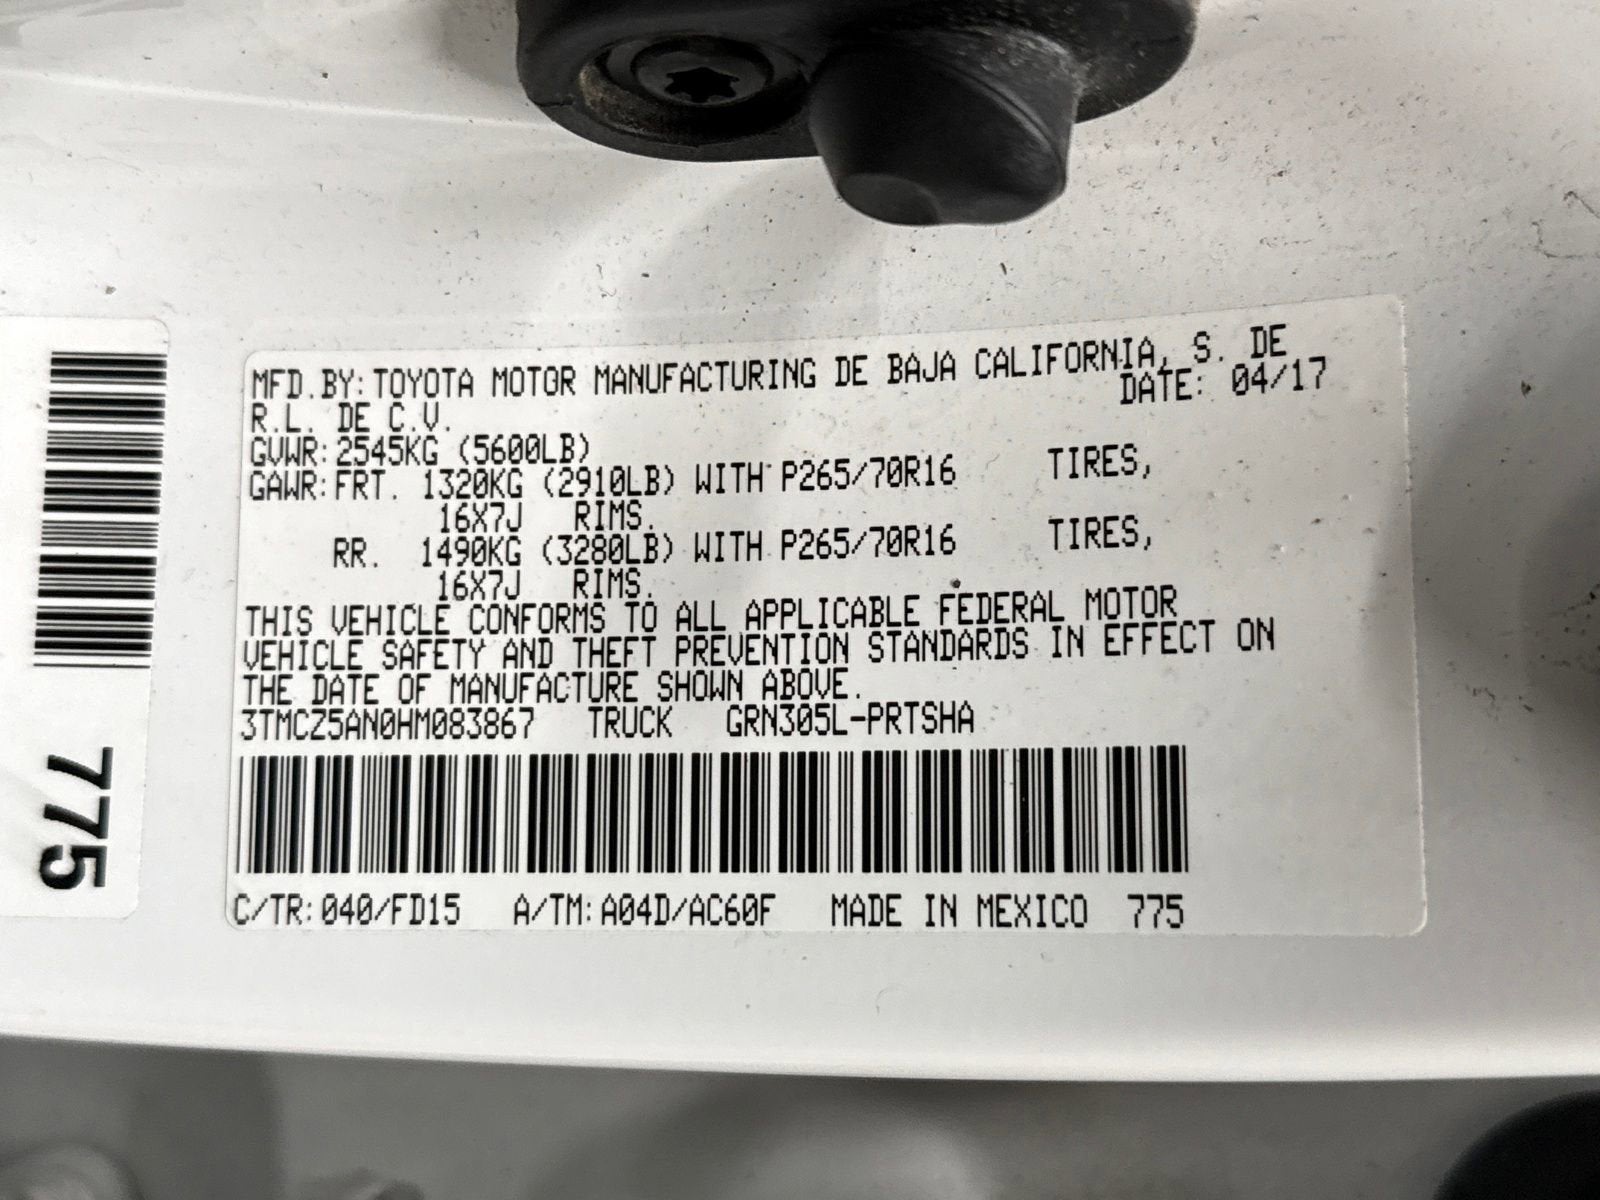 MFD.BY:TOYOTA MOTOR MANUFACTURING DE BAJA CALIFORNIA, S. DE
R.L. DE C.V. DATE: 04/17
GVWR:2545KG (5600LB)
GAWR:FRT. 1320KG (2910LB) WITH P265/70R16 TIRES,
16X7J RIMS.
RR. 1490KG (3280LB) WITH P265/70R16 TIRES,
16X7J RIMS.
THIS VEHICLE CONFORMS TO ALL APPLICABLE FEDERAL MOTOR
VEHICLE SAFETY AND THEFT PREVENTION STANDARDS IN EFFECT ON
THE DATE OF MANUFACTURE SHOWN ABOVE.
3TMCZ5AN0HM083867 TRUCK GRN305L-PRTSHA
C/TR:040/FD15 A/TM:A04D/AC60F MADE IN MEXICO 775
775